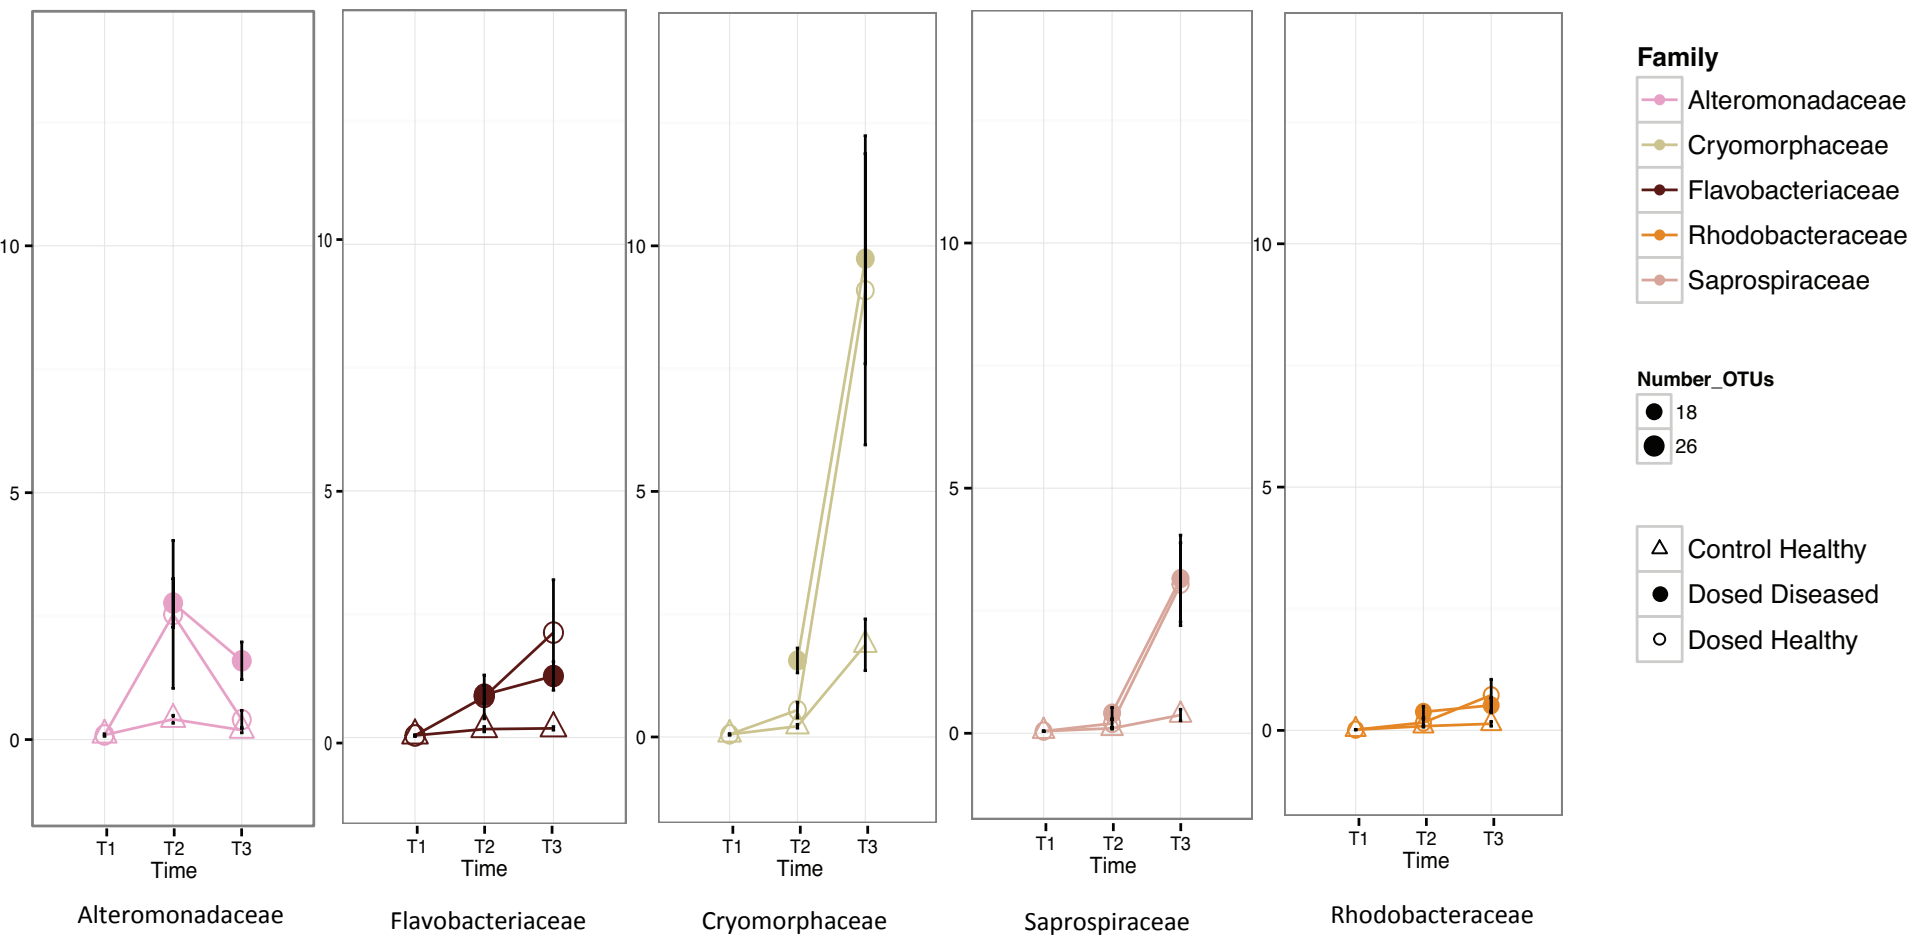 10
5
0
T1 T2 T3
Time
Alteromonadaceae
10
5
0
T1 T2 T3
Time
Flavobacteriaceae
10
5
0
T1 T2 T3
Time
Cryomorphaceae
10
5
0
T1 T2 T3
Time
Saprospiraceae
10
5
0
T1 T2 T3
Time
Rhodobacteraceae
Family
Alteromonadaceae
Cryomorphaceae
Flavobacteriaceae
Rhodobacteraceae
Saprospiraceae
Number_OTUs
18
26
Control Healthy
Dosed Diseased
Dosed Healthy